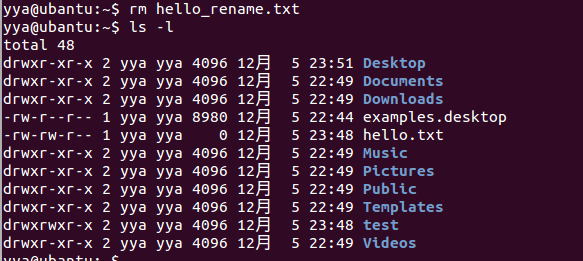 yya@ubantu:~$ rm hello_rename.txt
yya@ubantu:~$ ls -l
total 48
drwxr-xr-x 2 yya yya 4096 12月  5 23:51 Desktop
drwxr-xr-x 2 yya yya 4096 12月  5 22:49 Documents
drwxr-xr-x 2 yya yya 4096 12月  5 22:49 Downloads
-rw-r--r-- 1 yya yya 8980 12月  5 22:44 examples.desktop
-rw-rw-r-- 1 yya yya    0 12月  5 23:48 hello.txt
drwxr-xr-x 2 yya yya 4096 12月  5 22:49 Music
drwxr-xr-x 2 yya yya 4096 12月  5 22:49 Pictures
drwxr-xr-x 2 yya yya 4096 12月  5 22:49 Public
drwxr-xr-x 2 yya yya 4096 12月  5 22:49 Templates
drwxrwxr-x 2 yya yya 4096 12月  5 23:48 test
drwxr-xr-x 2 yya yya 4096 12月  5 22:49 Videos
yya@ubantu:~$